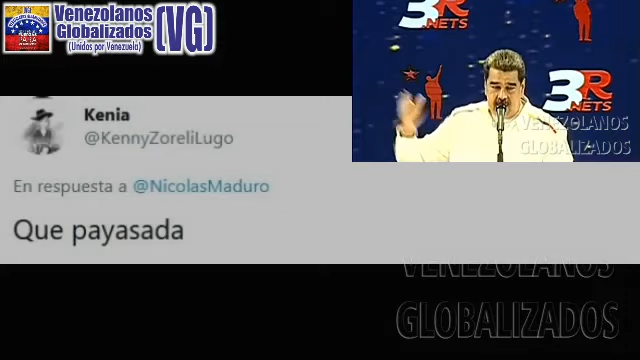 Venezolanos
Globalizados
(Unidos por Venezuela)
(VG)
3R
NETS
3R
NETS
VENEZOLANOS
GLOBALIZADOS
Kenia
@KennyZoreliLugo
En respuesta a @NicolasMaduro
Que payasada
VENEZOLANOS
GLOBALIZADOS